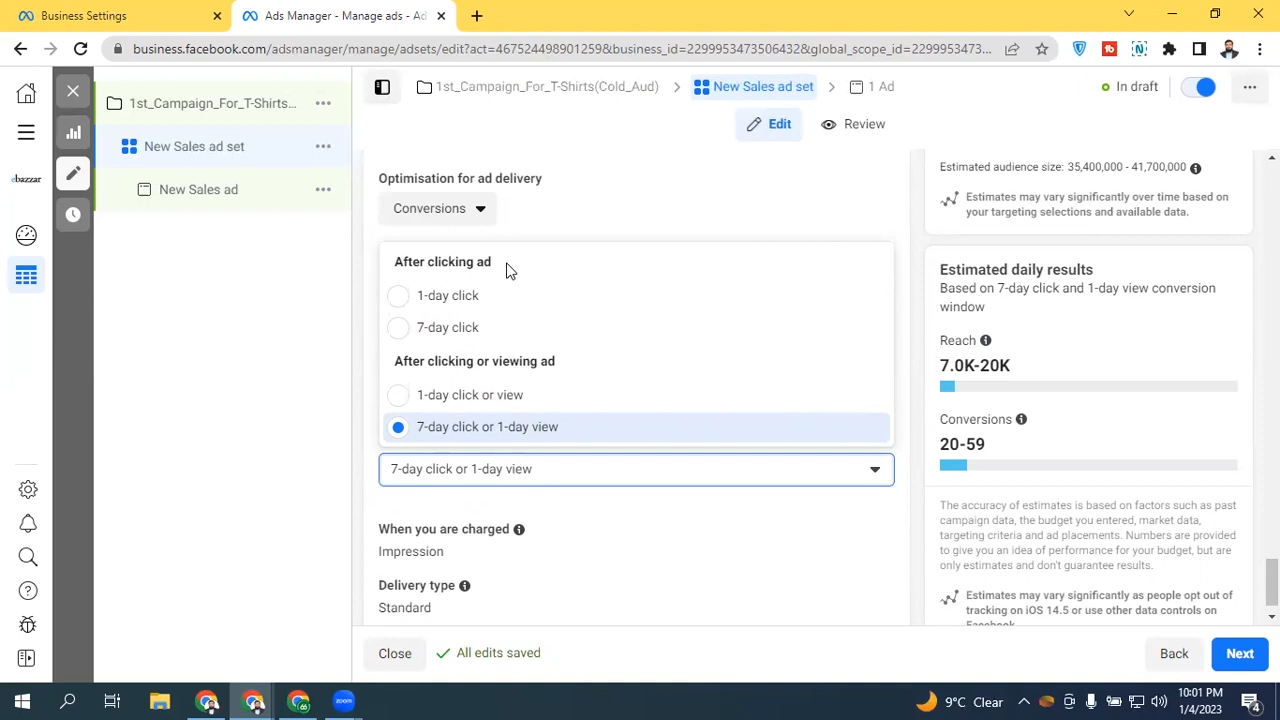 Business Settings
Ads Manager - Manage ads - Ad
business.facebook.com/adsmanager/manage/adsets/edit?act=467524498901259&business_id=2299953473506432&global_scope_id=2299953473...
1st_Campaign_For_T-Shirts...
New Sales ad set
New Sales ad
ebazzar
1st_Campaign_For_T-Shirts(Cold_Aud)
New Sales ad set
1 Ad
In draft
Edit
Review
Optimisation for ad delivery
Conversions
After clicking ad
1-day click
7-day click
After clicking or viewing ad
1-day click or view
7-day click or 1-day view
7-day click or 1-day view
When you are charged
Impression
Delivery type
Standard
Estimated audience size: 35,400,000 - 41,700,000
Estimates may vary significantly over time based on
your targeting selections and available data.
Estimated daily results
Based on 7-day click and 1-day view conversion
window
Reach
7.0K-20K
Conversions
20-59
The accuracy of estimates is based on factors such as past
campaign data, the budget you entered, market data,
targeting criteria and ad placements. Numbers are provided
to give you an idea of performance for your budget, but are
only estimates and don't guarantee results.
Estimates may vary significantly as people opt out of
tracking on iOS 14.5 or use other data controls on
Facebook.
Close
All edits saved
Back
Next
zoom
9°C Clear
10:01 PM
1/4/2023
4